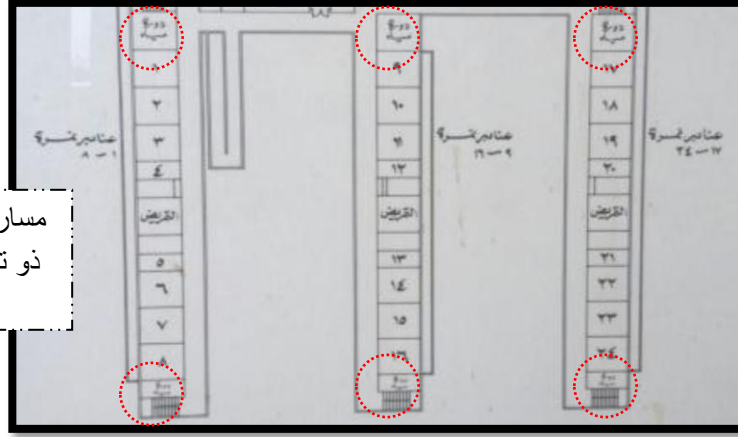 دورة
مياه
١
٢
٣
٤
التمريض
٥
٦
٧
٨
عنابر نمرة
١ — ٨
مسار
ذو
دورة
مياه
٩
١٠
١١
١٢
التمريض
١٣
١٤
١٥
١٦
عنابر نمرة
٩ — ١٦
دورة
مياه
١٧
١٨
١٩
٢٠
التمريض
٢١
٢٢
٢٣
٢٤
عنابر نمرة
١٧ — ٢٤